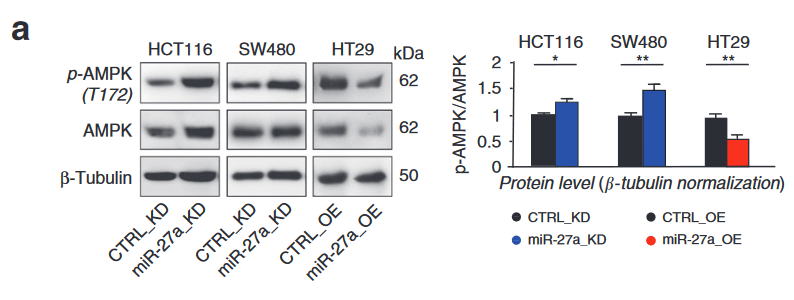 a
HCT116 SW480 HT29 kDa
p-AMPK
(T172)
62
AMPK 62
β-Tubulin 50
CTRL_KD miR-27a_KD CTRL_KD miR-27a_KD CTRL_OE miR-27a_OE
HCT116 SW480 HT29
* ** **
p-AMPK/AMPK
2
1.5
1
0.5
0
Protein level (β-tubulin normalization)
CTRL_KD CTRL_OE
miR-27a_KD miR-27a_OE